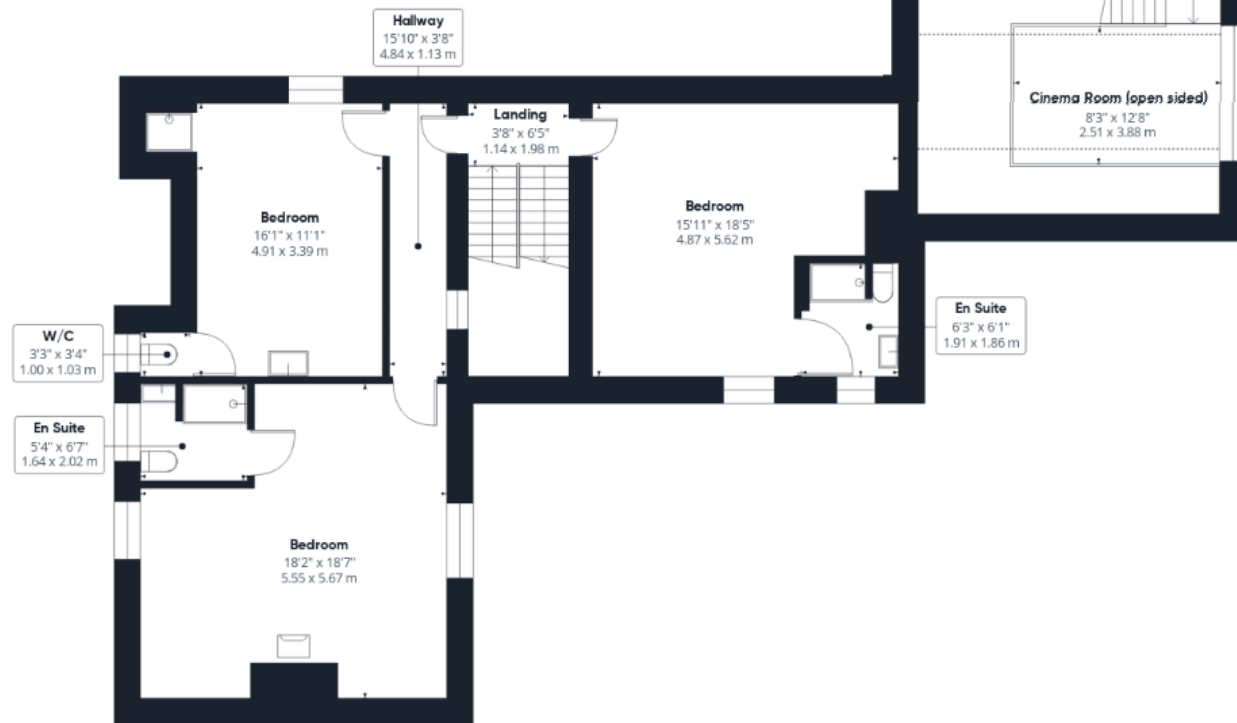 Hallway
15'10" x 3'8"
4.84 x 1.13 m
Landing
3'8" x 6'5"
1.14 x 1.98 m
Cinema Room (open sided)
8'3" x 12'8"
2.51 x 3.88 m
Bedroom
16'1" x 11'1"
4.91 x 3.39 m
Bedroom
15'11" x 18'5"
4.87 x 5.62 m
W/C
3'3" x 3'4"
1.00 x 1.03 m
En Suite
6'3" x 6'1"
1.91 x 1.86 m
En Suite
5'4" x 6'7"
1.64 x 2.02 m
Bedroom
18'2" x 18'7"
5.55 x 5.67 m